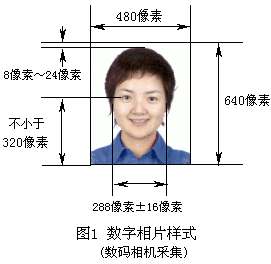 480像素
8像素～24像素
640像素
不小于
320像素
288像素±16像素
图1 数字相片样式
(数码相机采集)